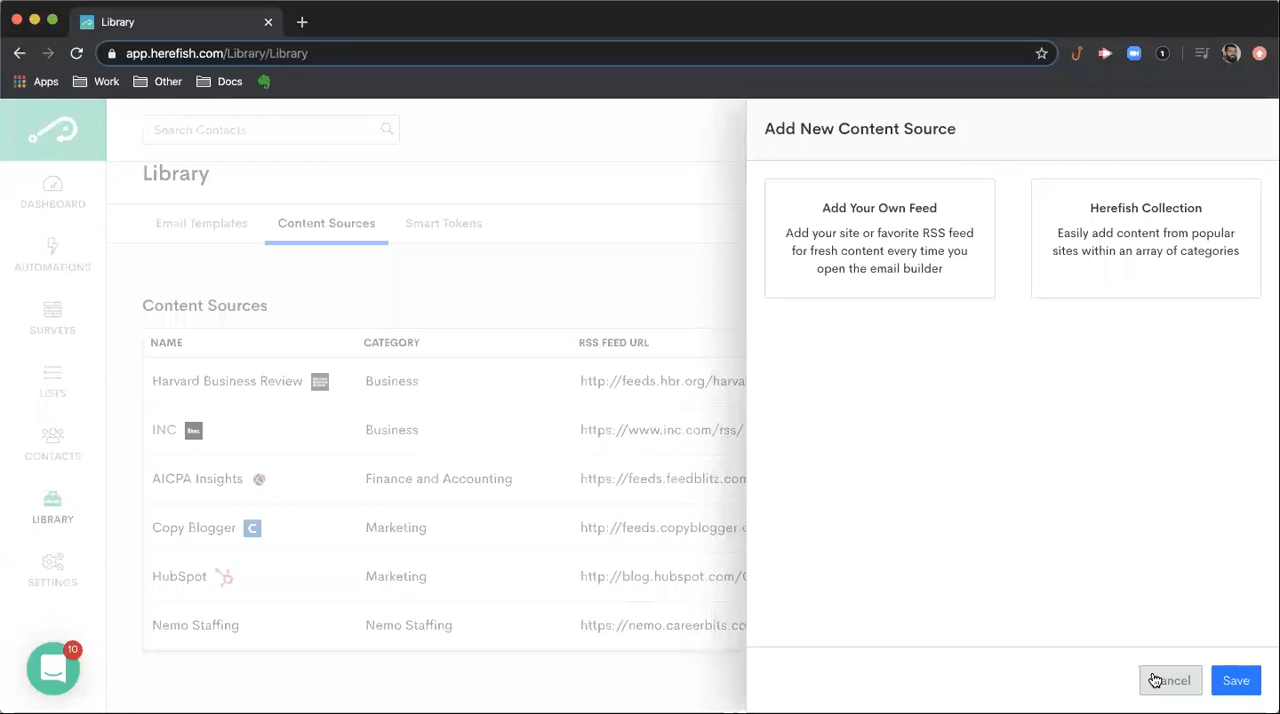 Library
app.herefish.com/Library/Library
Apps
Work
Other
Docs
1
DASHBOARD
AUTOMATIONS
SURVEYS
LISTS
CONTACTS
LIBRARY
SETTINGS
10
Search Contacts
Library
Email Templates
Content Sources
Smart Tokens
Content Sources
NAME CATEGORY RSS FEED URL
Harvard Business Review Business http://feeds.hbr.org/harva
INC Business https://www.inc.com/rss/
AICPA Insights Finance and Accounting https://feeds.feedblitz.com
Copy Blogger C Marketing http://feeds.copyblogger.c
HubSpot Marketing http://blog.hubspot.com/
Nemo Staffing Nemo Staffing https://nemo.careerbits.co
Add New Content Source
Add Your Own Feed
Add your site or favorite RSS feed
for fresh content every time you
open the email builder
Herefish Collection
Easily add content from popular
sites within an array of categories
Cancel
Save